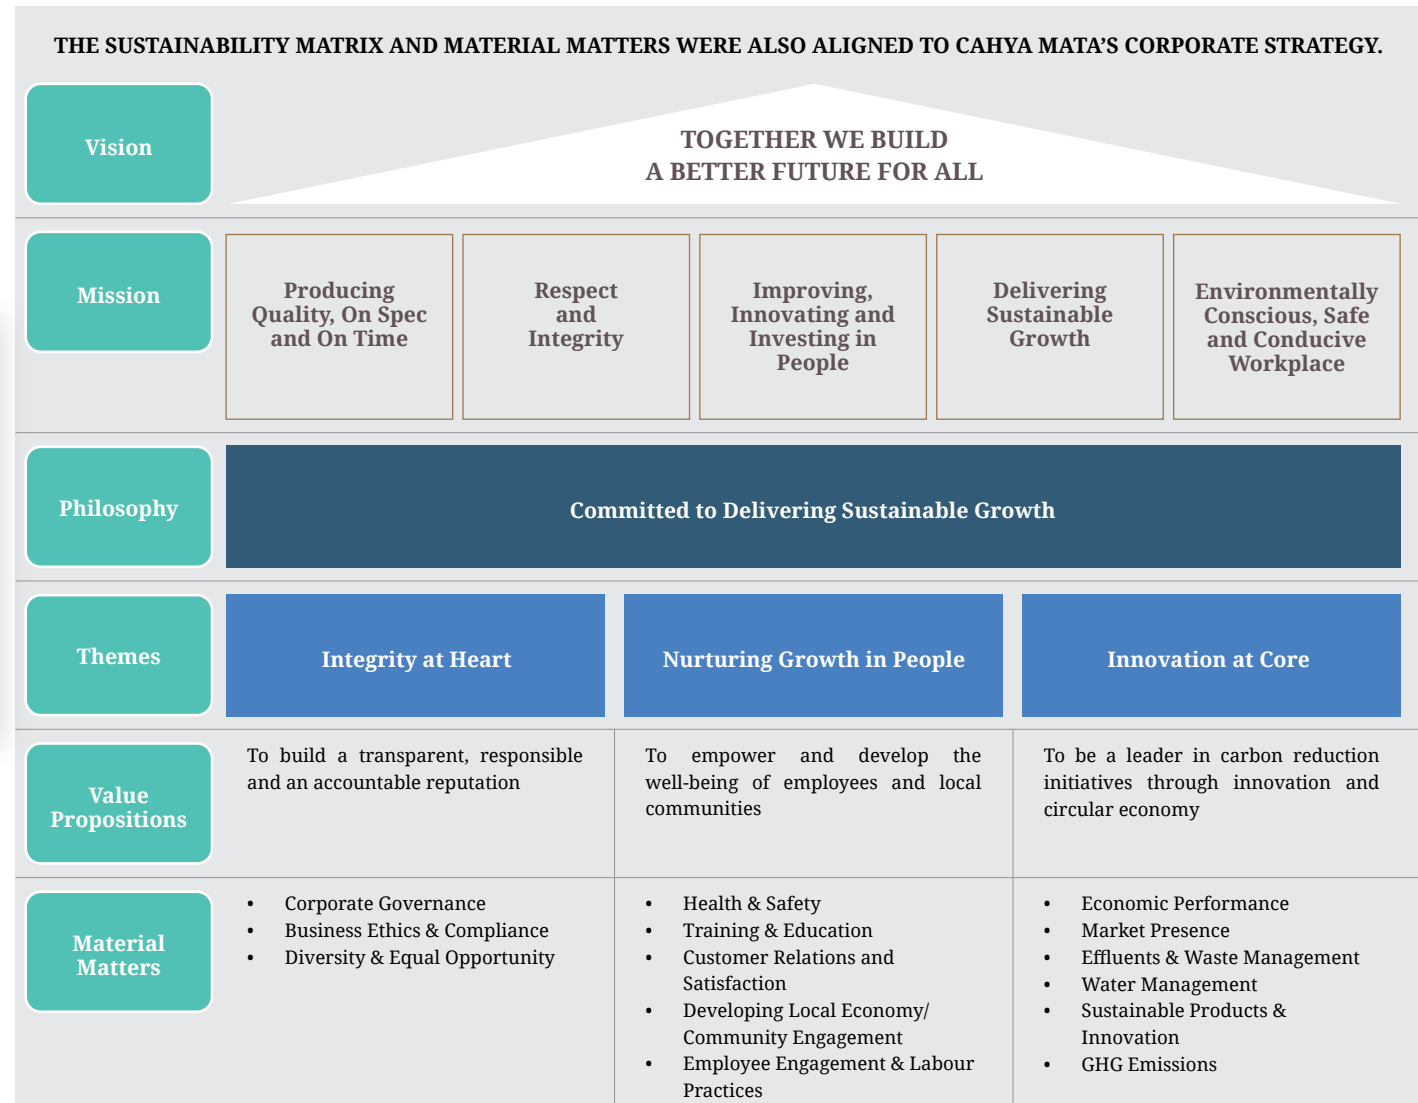 THE SUSTAINABILITY MATRIX AND MATERIAL MATTERS WERE ALSO ALIGNED TO CAHYA MATA’S CORPORATE STRATEGY.
Vision
TOGETHER WE BUILD
A BETTER FUTURE FOR ALL
Mission
Producing
Quality, On Spec
and On Time
Respect
and
Integrity
Improving,
Innovating and
Investing in
People
Delivering
Sustainable
Growth
Environmentally
Conscious, Safe
and Conducive
Workplace
Philosophy
Committed to Delivering Sustainable Growth
Themes
Integrity at Heart
Nurturing Growth in People
Innovation at Core
Value
Propositions
To build a transparent, responsible
and an accountable reputation
To empower and develop the
well-being of employees and local
communities
To be a leader in carbon reduction
initiatives through innovation and
circular economy
Material
Matters
• Corporate Governance
• Business Ethics & Compliance
• Diversity & Equal Opportunity
• Health & Safety
• Training & Education
• Customer Relations and
Satisfaction
• Developing Local Economy/
Community Engagement
• Employee Engagement & Labour
Practices
• Economic Performance
• Market Presence
• Effluents & Waste Management
• Water Management
• Sustainable Products &
Innovation
• GHG Emissions